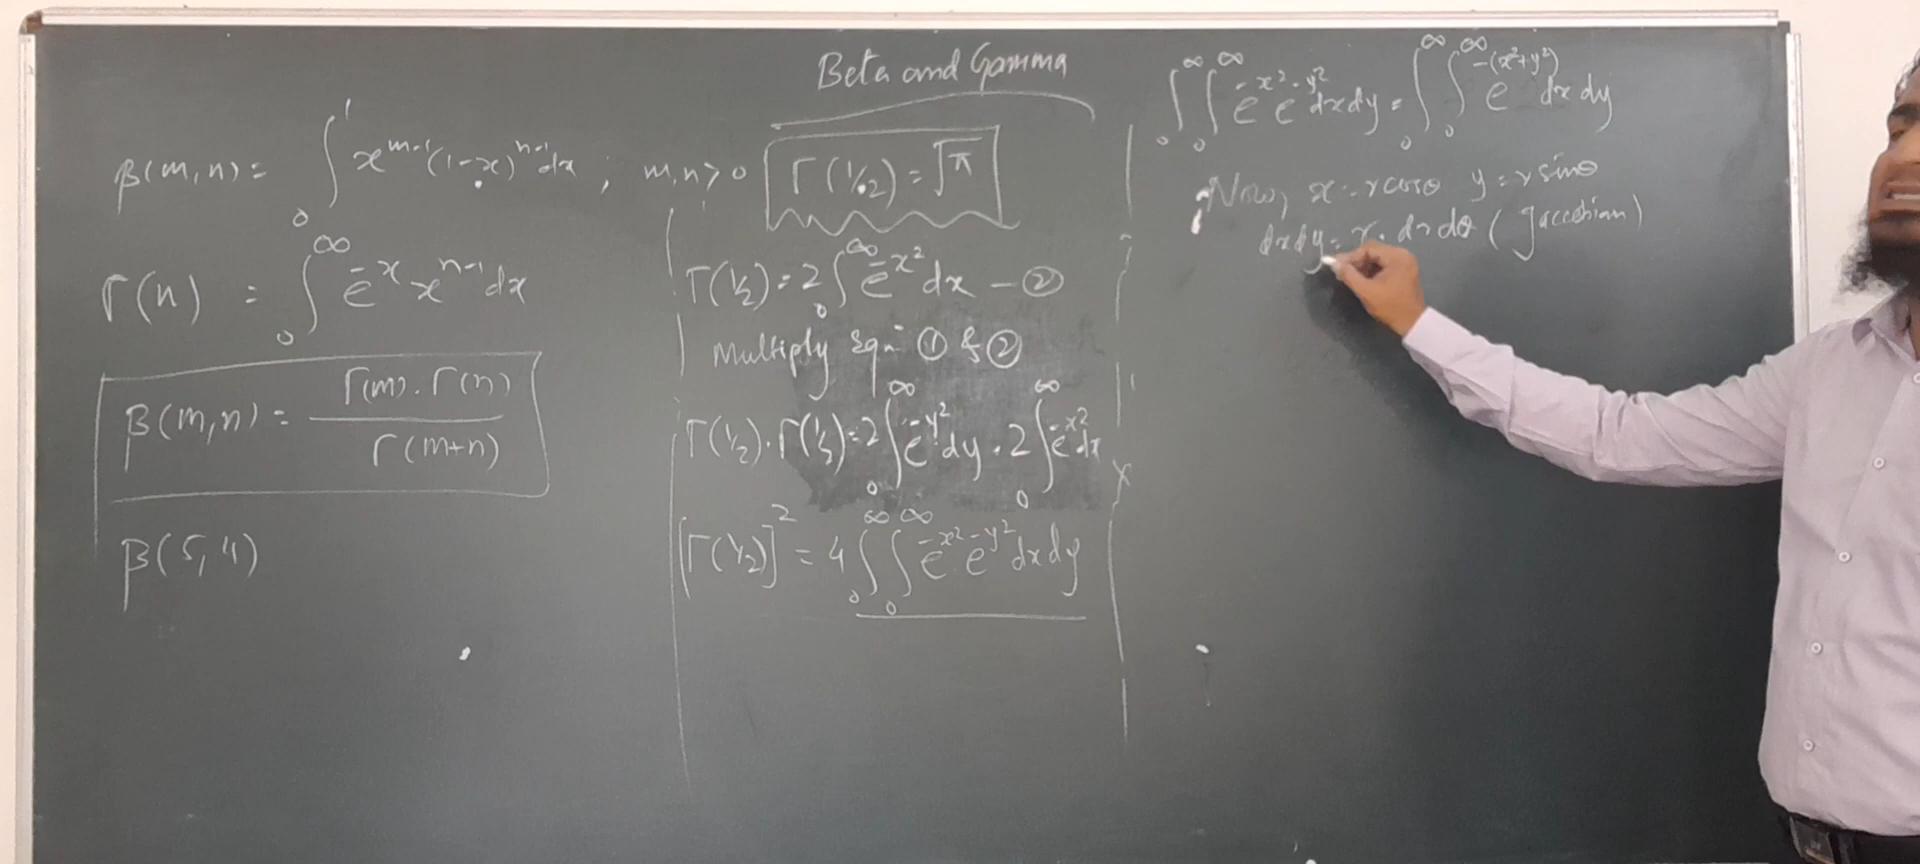 Beta and Gamma
β(m,n) = ∫₀¹ x^{m-1} (1-x)^{n-1} dx ; m,n > 0
Γ(n) = ∫₀^∞ e^{-x} x^{n-1} dx
β(m,n) = Γ(m).Γ(n) / Γ(m+n)
β(5,4)
Γ(1/2) = √π
Γ(1/2) = 2 ∫₀^∞ e^{-x²} dx - ②
Multiply Eqn ① & ②
Γ(1/2).Γ(1/2) = 2 ∫₀^∞ e^{-y²} dy . 2 ∫₀^∞ e^{-x²} dx
[Γ(1/2)]² = 4 ∫₀^∞ ∫₀^∞ e^{-x²} e^{-y²} dx dy
∫₀^∞ ∫₀^∞ e^{-x²} e^{-y²} dx dy = ∫₀^∞ ∫₀^∞ e^{-(x²+y²)} dx dy
Now, x = r cosθ y = r sinθ
dx dy = r. dr dθ (Jaccobian)